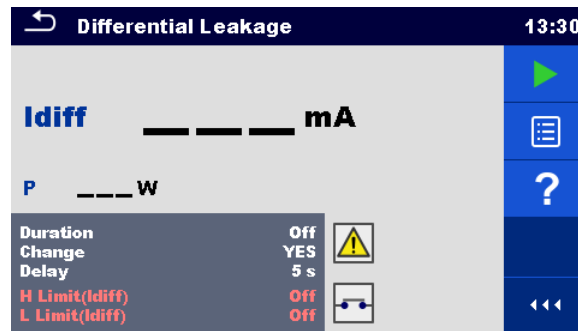 Differential Leakage 13:30
Idiff _ _ _ mA
P _ _ _ W
?
Duration Off
Change YES
Delay 5 s
H Limit(Idiff) Off
L Limit(Idiff) Off